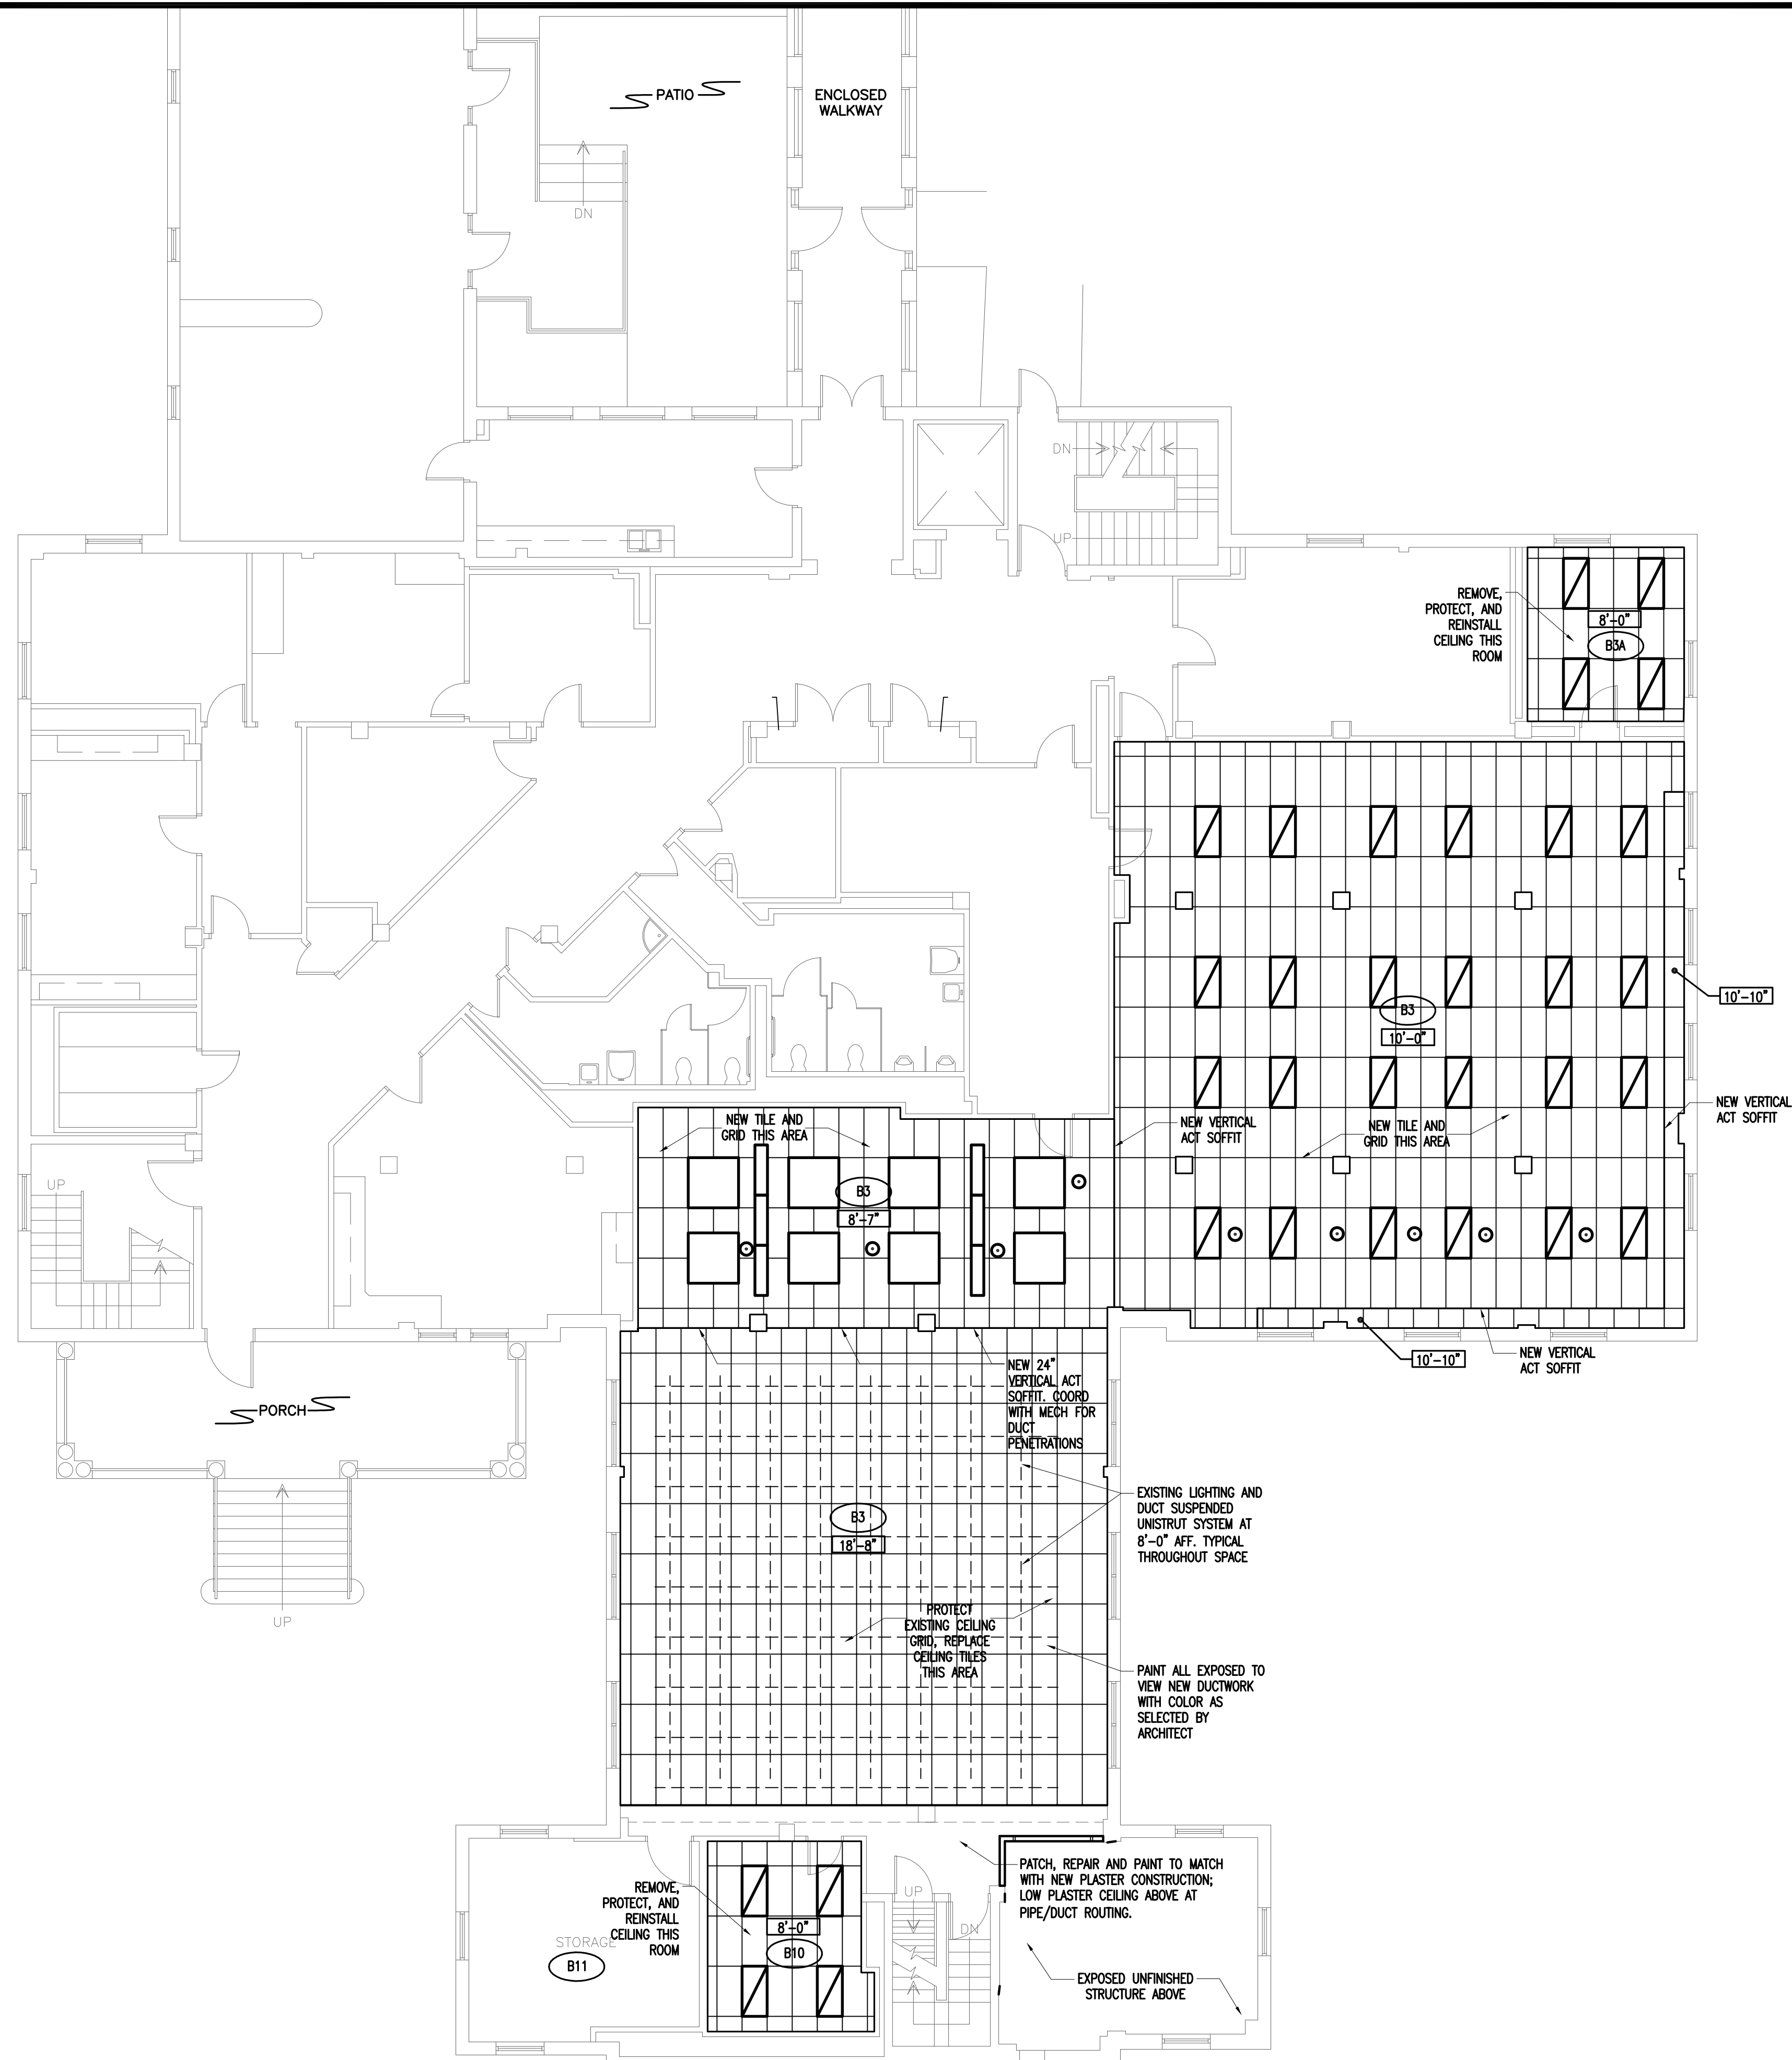 PATIO
ENCLOSED
WALKWAY
DN
DN
UP
REMOVE,
PROTECT, AND
REINSTALL
CEILING THIS
ROOM
8'-0"
B3A
10'-10"
B3
10'-0"
NEW VERTICAL
ACT SOFFIT
NEW TILE AND
GRID THIS AREA
NEW VERTICAL
ACT SOFFIT
NEW TILE AND
GRID THIS AREA
B3
8'-7"
UP
10'-10"
NEW VERTICAL
ACT SOFFIT
NEW 24"
VERTICAL ACT
SOFFIT. COORD
WITH MECH FOR
DUCT
PENETRATIONS
PORCH
UP
B3
18'-8"
EXISTING LIGHTING AND
DUCT SUSPENDED
UNISTRUT SYSTEM AT
8'-0" AFF. TYPICAL
THROUGHOUT SPACE
PROTECT
EXISTING CEILING
GRID, REPLACE
CEILING TILES
THIS AREA
PAINT ALL EXPOSED TO
VIEW NEW DUCTWORK
WITH COLOR AS
SELECTED BY
ARCHITECT
PATCH, REPAIR AND PAINT TO MATCH
WITH NEW PLASTER CONSTRUCTION;
LOW PLASTER CEILING ABOVE AT
PIPE/DUCT ROUTING.
REMOVE,
PROTECT, AND
REINSTALL
CEILING THIS
ROOM
8'-0"
B10
STORAGE
B11
UP
DN
EXPOSED UNFINISHED
STRUCTURE ABOVE